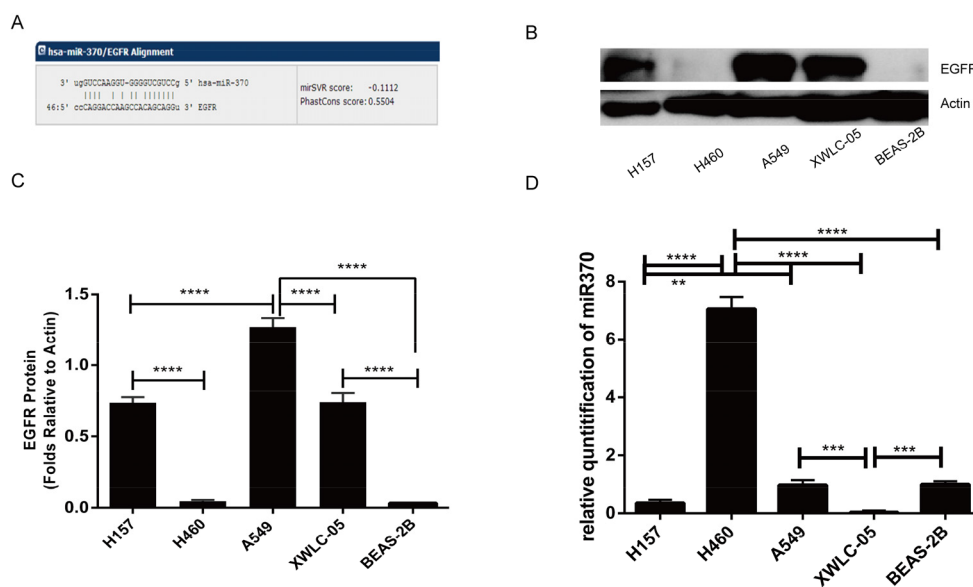 A
hsa-miR-370/EGFR Alignment
3' ugGUCCAAGGU-GGGGUCGUCCg 5' hsa-miR-370
|||| | | || |||||||
46:5' ccCAGGACCAAGCCACAGCAGGu 3' EGFR
mirSVR score: -0.1112
PhastCons score: 0.5504
B
EGFR
Actin
H157
H460
A549
XWLC-05
BEAS-2B
C
EGFR Protein
(Folds Ralative to Actin)
1.5
1.0
0.5
0.0
****
****
****
****
****
H157
H460
A549
XWLC-05
BEAS-2B
D
relative quntitification of miR370
8
6
4
2
0
****
****
****
**
***
***
H157
H460
A549
XWLC-05
BEAS-2B